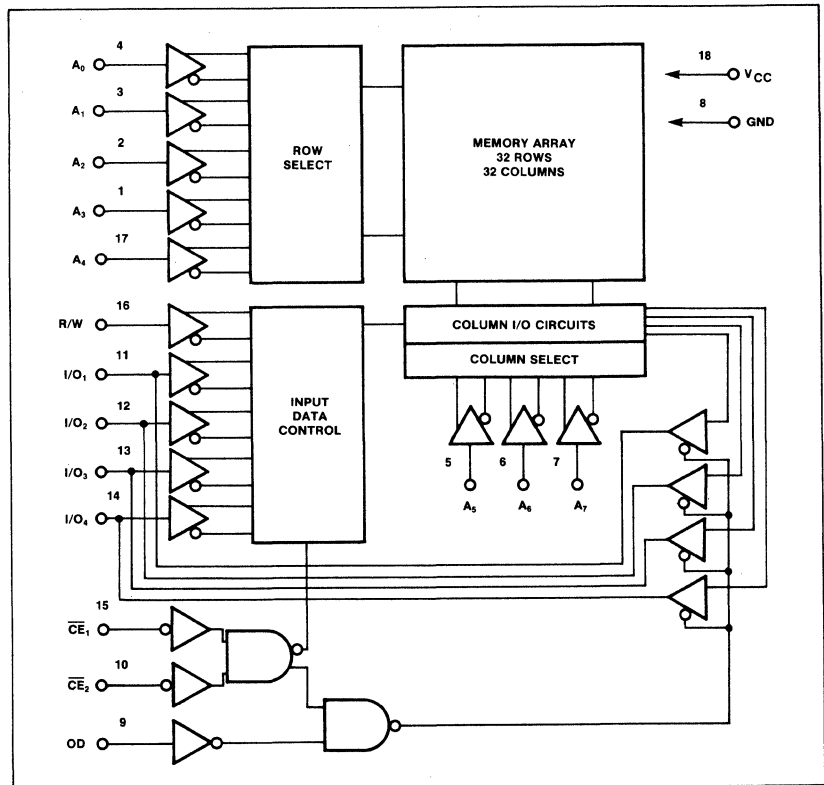 4
A₀
3
A₁
2
A₂
1
A₃
17
A₄
ROW
SELECT
MEMORY ARRAY
32 ROWS
32 COLUMNS
18
VCC
8
GND
16
R/W
11
I/O₁
12
I/O₂
13
I/O₃
14
I/O₄
INPUT
DATA
CONTROL
COLUMN I/O CIRCUITS
COLUMN SELECT
5 6 7
A₅ A₆ A₇
15
C̅E̅₁
10
C̅E̅₂
9
OD